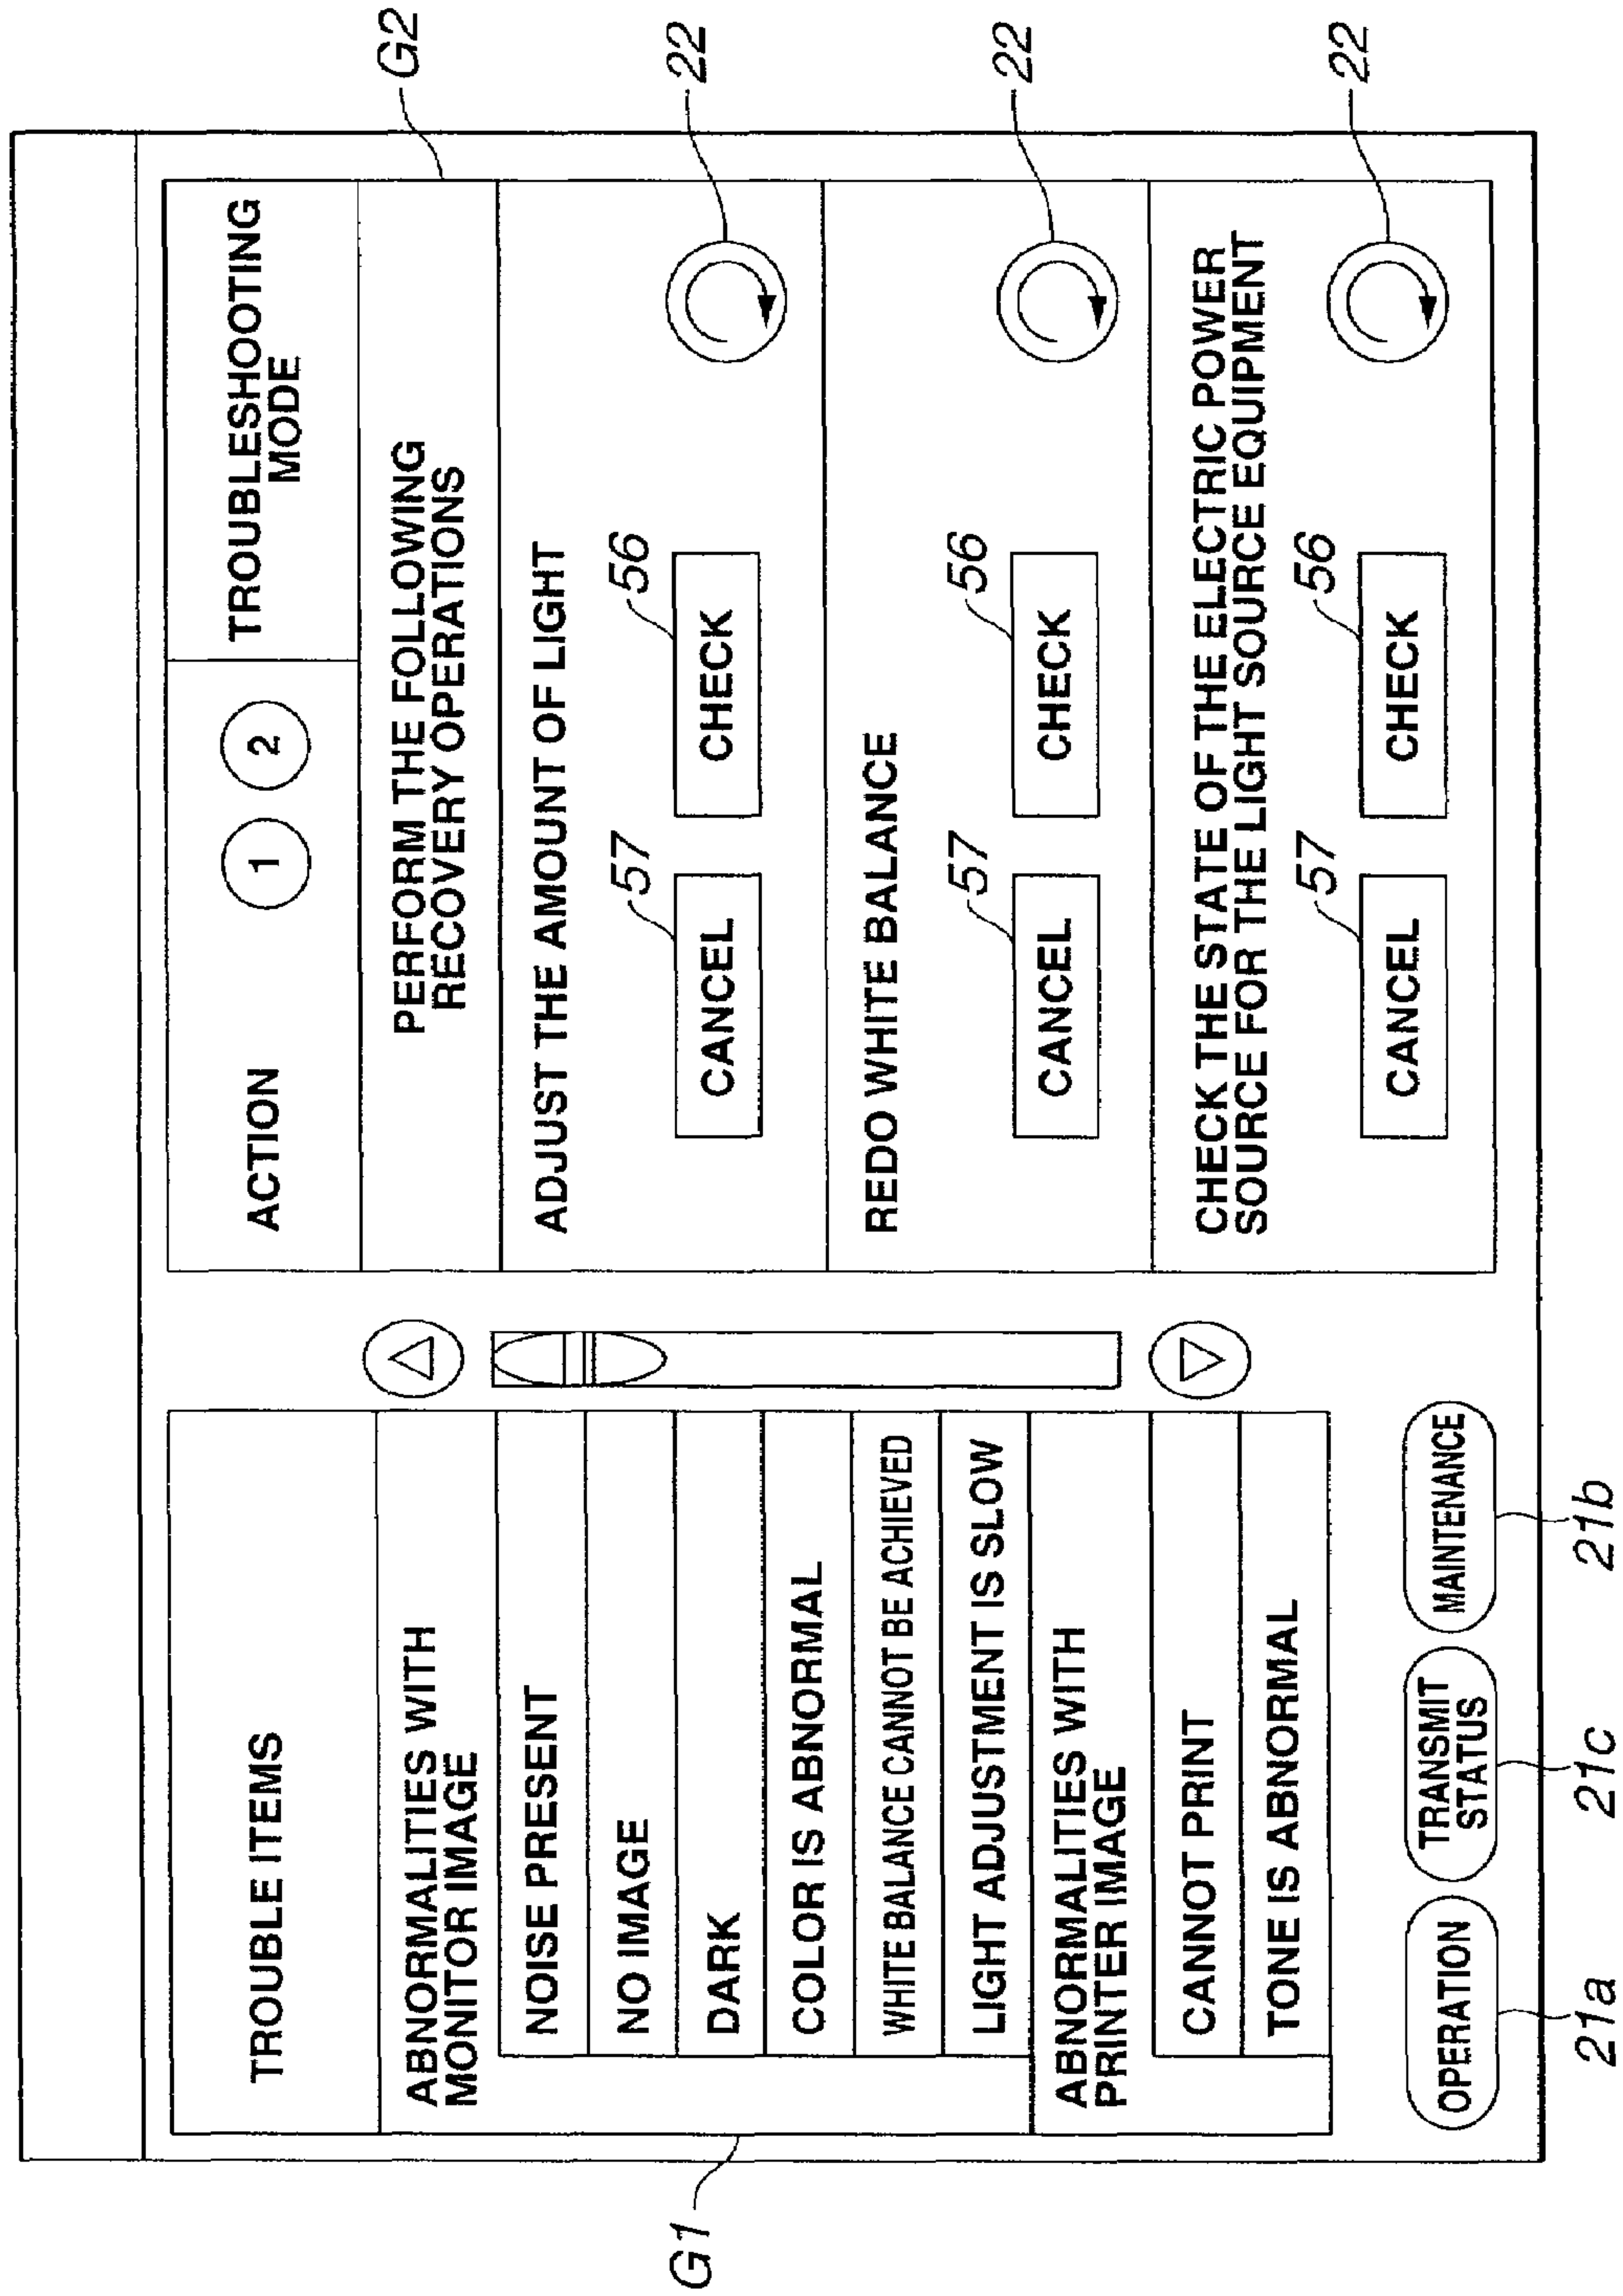 TROUBLE ITEMS
ABNORMALITIES WITH
MONITOR IMAGE
NOISE PRESENT
NO IMAGE
DARK
COLOR IS ABNORMAL
WHITE BALANCE CANNOT BE ACHIEVED
LIGHT ADJUSTMENT IS SLOW
ABNORMALITIES WITH
PRINTER IMAGE
CANNOT PRINT
TONE IS ABNORMAL
G1
ACTION
1
2
TROUBLESHOOTING
MODE
G2
PERFORM THE FOLLOWING
RECOVERY OPERATIONS
ADJUST THE AMOUNT OF LIGHT
57
56
22
CANCEL
CHECK
REDO WHITE BALANCE
57
56
22
CANCEL
CHECK
CHECK THE STATE OF THE ELECTRIC POWER
SOURCE FOR THE LIGHT SOURCE EQUIPMENT
57
56
22
CANCEL
CHECK
OPERATION
TRANSMIT
STATUS
MAINTENANCE
21a
21c
21b